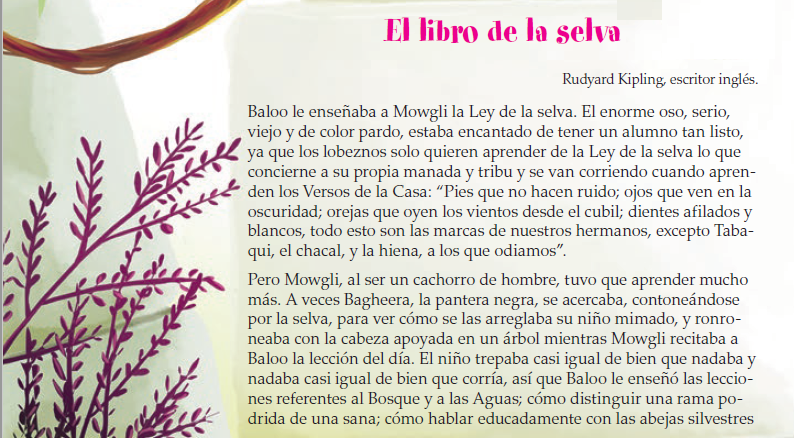 El libro de la selva
Rudyard Kipling, escritor inglés.
Baloo le enseñaba a Mowgli la Ley de la selva. El enorme oso, serio,
viejo y de color pardo, estaba encantado de tener un alumno tan listo,
ya que los lobeznos solo quieren aprender de la Ley de la selva lo que
concierne a su propia manada y tribu y se van corriendo cuando apren-
den los Versos de la Casa: “Pies que no hacen ruido; ojos que ven en la
oscuridad; orejas que oyen los vientos desde el cubil; dientes afilados y
blancos, todo esto son las marcas de nuestros hermanos, excepto Taba-
qui, el chacal, y la hiena, a los que odiamos”.
Pero Mowgli, al ser un cachorro de hombre, tuvo que aprender mucho
más. A veces Bagheera, la pantera negra, se acercaba, contoneándose
por la selva, para ver cómo se las arreglaba su niño mimado, y ronro-
neaba con la cabeza apoyada en un árbol mientras Mowgli recitaba a
Baloo la lección del día. El niño trepaba casi igual de bien que nadaba y
nadaba casi igual de bien que corría, así que Baloo le enseñó las leccio-
nes referentes al Bosque y a las Aguas; cómo distinguir una rama po-
drida de una sana; cómo hablar educadamente con las abejas silvestres